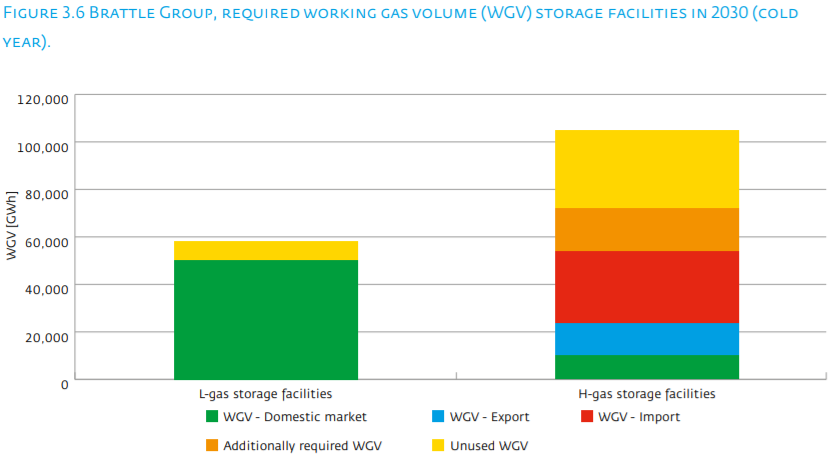 Figure 3.6 Brattle Group, required working gas volume (WGV) storage facilities in 2030 (cold
year).
120,000
100,000
80,000
60,000
40,000
20,000
0
WGV [GWh]
L-gas storage facilities
H-gas storage facilities
WGV - Domestic market
WGV - Export
WGV - Import
Additionally required WGV
Unused WGV